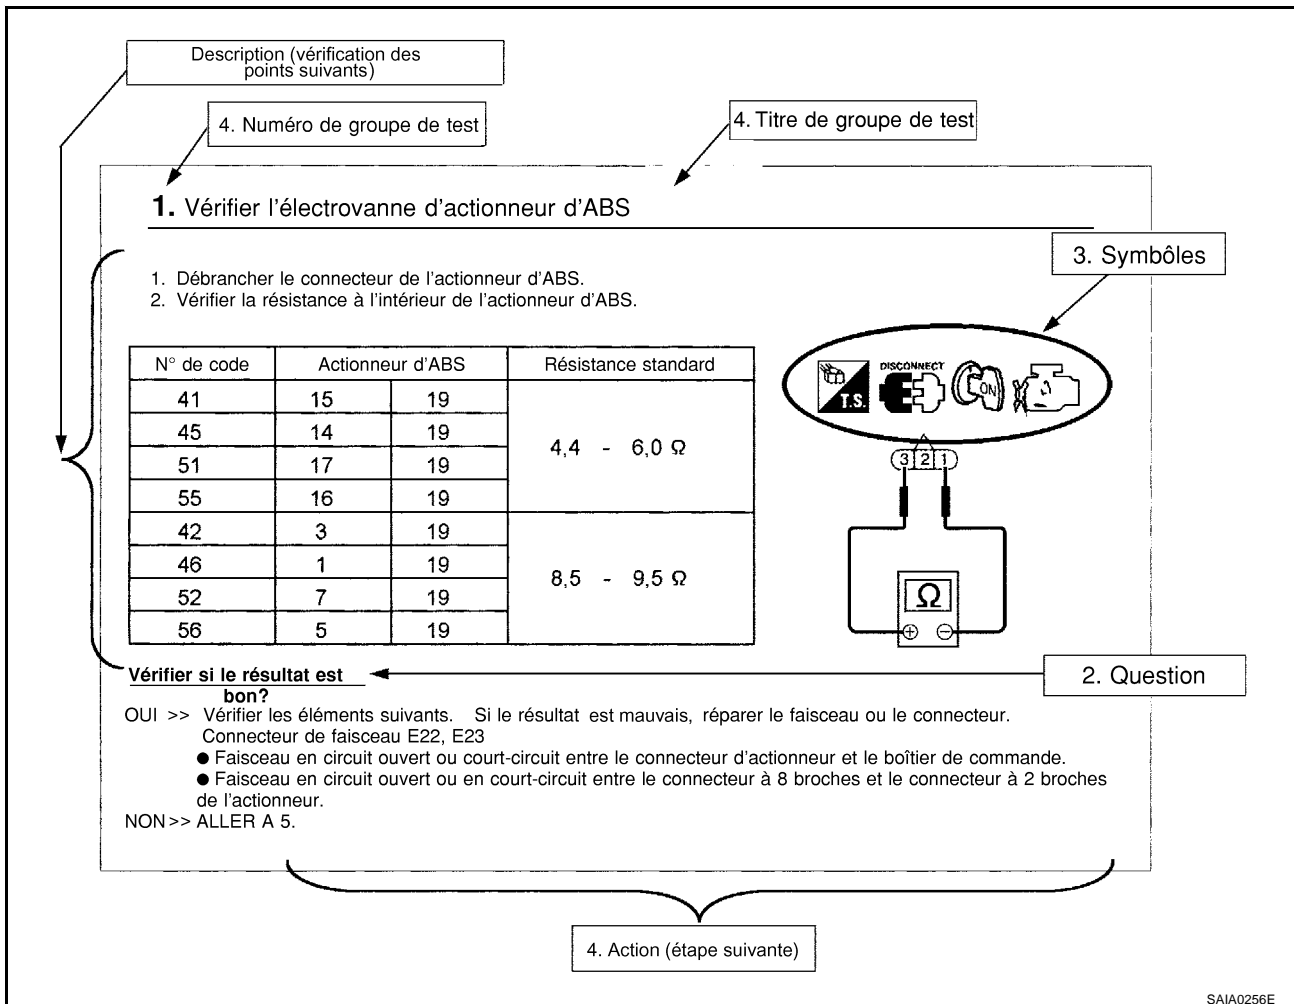 Description (vérification des
points suivants)
4. Numéro de groupe de test
4. Titre de groupe de test
1. Vérifier l'électrovanne d'actionneur d'ABS
3. Symbôles
1. Débrancher le connecteur de l'actionneur d'ABS.
2. Vérifier la résistance à l'intérieur de l'actionneur d'ABS.
N° de code Actionneur d'ABS Résistance standard
41 15 19
45 14 19
4,4 - 6,0 Ω
51 17 19
55 16 19
42 3 19
46 1 19
8,5 - 9,5 Ω
52 7 19
56 5 19
DISCONNECT
T.S.
ON
3 2 1
Ω
+ −
Vérifier si le résultat est
bon?
2. Question
OUI >> Vérifier les éléments suivants. Si le résultat est mauvais, réparer le faisceau ou le connecteur.
Connecteur de faisceau E22, E23
● Faisceau en circuit ouvert ou court-circuit entre le connecteur d'actionneur et le boîtier de commande.
● Faisceau en circuit ouvert ou en court-circuit entre le connecteur à 8 broches et le connecteur à 2 broches
de l'actionneur.
NON >> ALLER A 5.
4. Action (étape suivante)
SAIA0256E